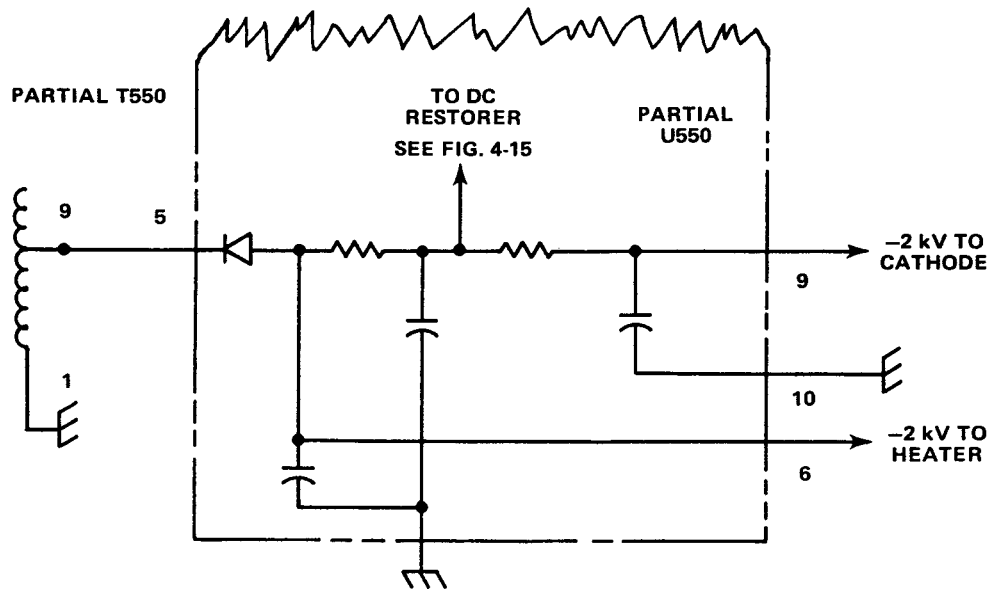 PARTIAL T550
TO DC
RESTORER
SEE FIG. 4-15
PARTIAL
U550
9
5
–2 kV TO
CATHODE
9
1
10
–2 kV TO
HEATER
6